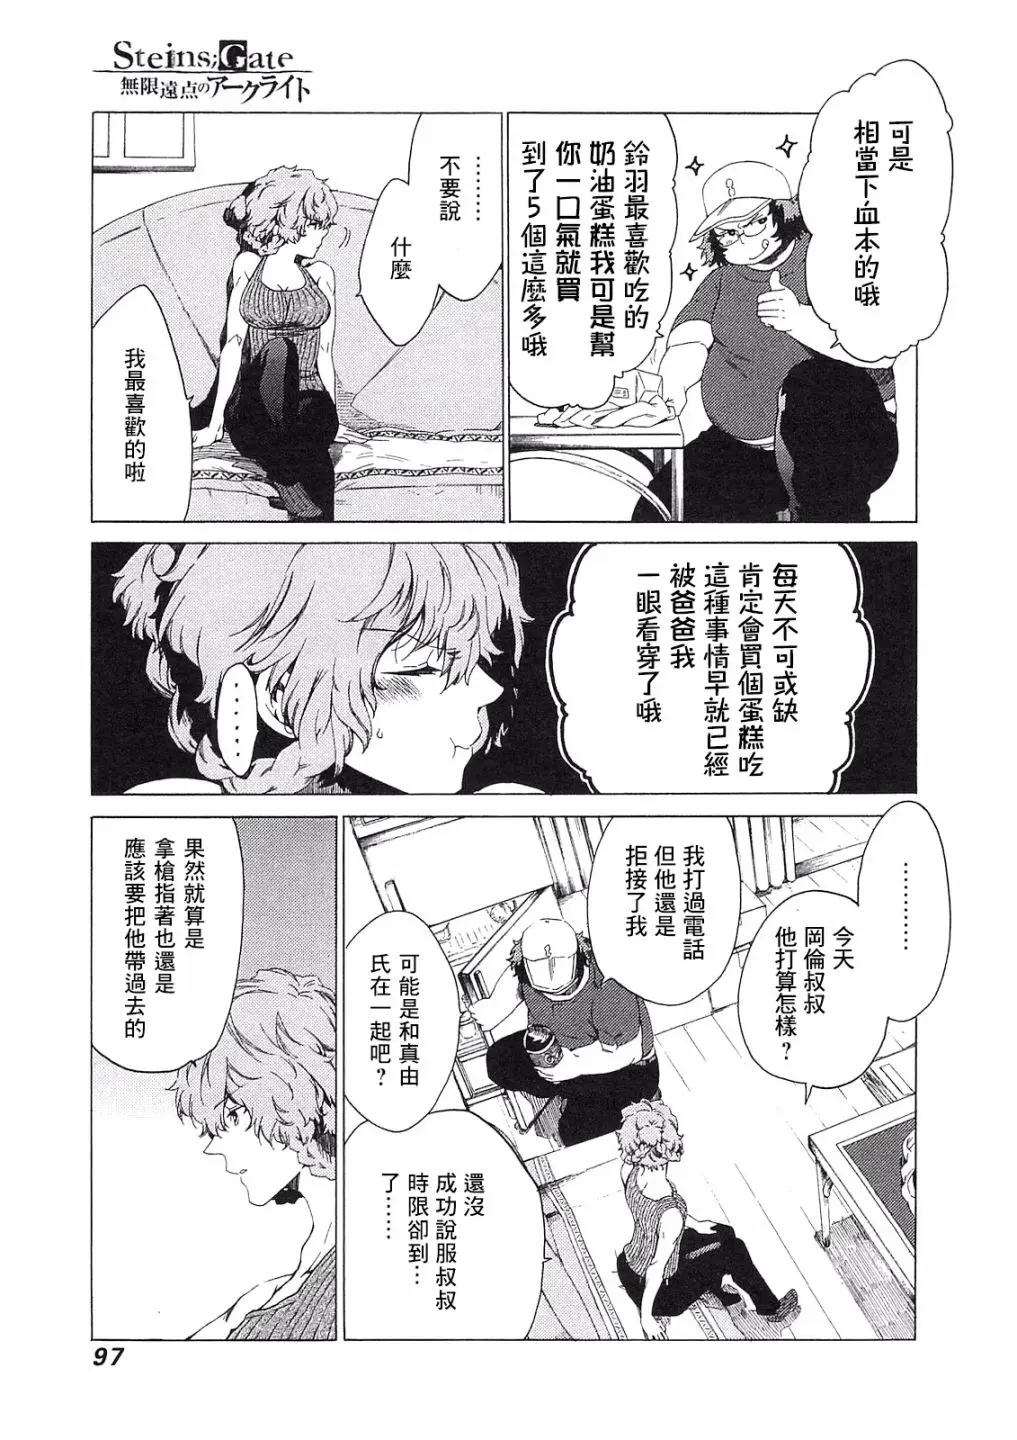 Steins;Gate
無限遠点のアークライト
可是
相當下血本的哦
鈴羽最喜歡吃的
奶油蛋糕我可是幫
你一口氣就買
到了5個這麼多哦
………
不要說
什麼
我最喜歡的啦
每天不可或缺
肯定會買個蛋糕吃
這種事情早就已經
被爸爸我
一眼看穿了哦
……
…………
今天
岡倫叔叔
他打算怎樣？
我打過電話
但他還是
拒接了我
可能是和真由
氏在一起吧？
還沒
成功說服叔叔
時限卻到…
了……
果然就算是
拿槍指著也還是
應該要把他帶過去的
97